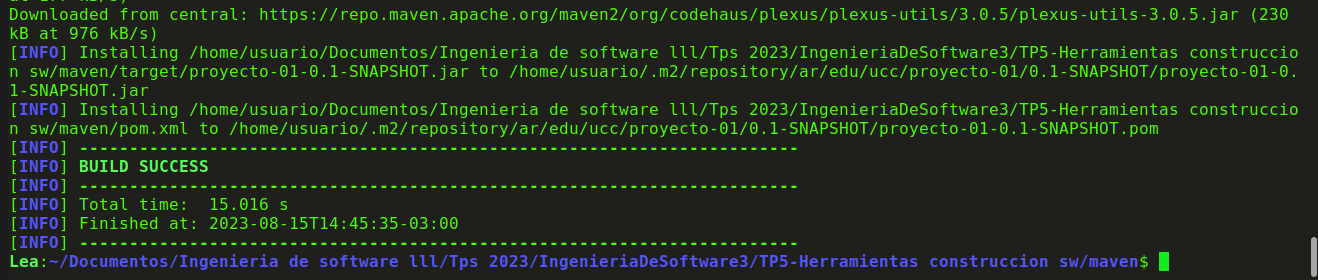 Downloaded from central: https://repo.maven.apache.org/maven2/org/codehaus/plexus/plexus-utils/3.0.5/plexus-utils-3.0.5.jar (230
kB at 976 kB/s)
[INFO] Installing /home/usuario/Documentos/Ingenieria de software lll/Tps 2023/IngenieriaDeSoftware3/TP5-Herramientas construccio
n sw/maven/target/proyecto-01-0.1-SNAPSHOT.jar to /home/usuario/.m2/repository/ar/edu/ucc/proyecto-01/0.1-SNAPSHOT/proyecto-01-0.
1-SNAPSHOT.jar
[INFO] Installing /home/usuario/Documentos/Ingenieria de software lll/Tps 2023/IngenieriaDeSoftware3/TP5-Herramientas construccio
n sw/maven/pom.xml to /home/usuario/.m2/repository/ar/edu/ucc/proyecto-01/0.1-SNAPSHOT/proyecto-01-0.1-SNAPSHOT.pom
[INFO] ------------------------------------------------------------------------
[INFO] BUILD SUCCESS
[INFO] ------------------------------------------------------------------------
[INFO] Total time:  15.016 s
[INFO] Finished at: 2023-08-15T14:45:35-03:00
[INFO] ------------------------------------------------------------------------
Lea:~/Documentos/Ingenieria de software lll/Tps 2023/IngenieriaDeSoftware3/TP5-Herramientas construccion sw/maven$